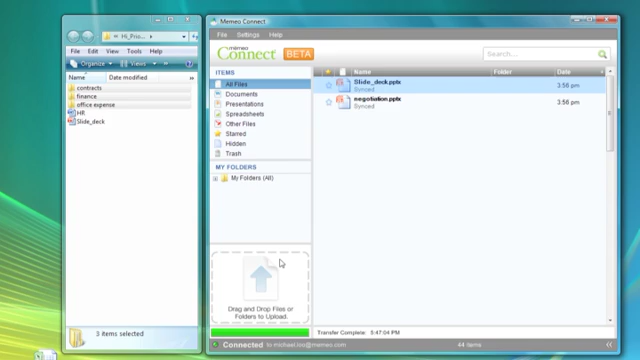 Hi_Prio...
File Edit View Tools Help
Organize Views
Name Date modified
contracts
finance
office expense
HR
Slide_deck
3 items selected
Memeo Connect
File Settings Help
memeo
Connect BETA
Search...
ITEMS
All Files
Documents
Presentations
Spreadsheets
Other Files
Starred
Hidden
Trash
MY FOLDERS
My Folders (All)
Drag and Drop Files or
Folders to Upload.
Name Folder Date
Slide_deck.pptx 3:56 pm
Synced
negotiation.pptx 3:56 pm
Synced
Transfer Complete: 5:47:04 PM
Connected to michael.loo@memeo.com 44 items